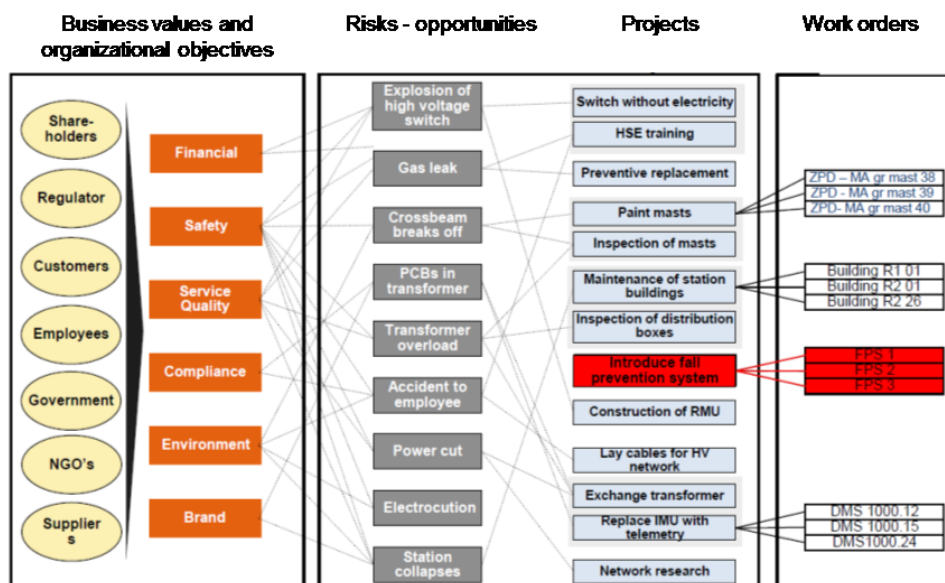 Business values and
organizational objectives
Risks - opportunities
Projects
Work orders
Share-
holders
Regulator
Customers
Employees
Government
NGO's
Supplier
s
Financial
Safety
Service
Quality
Compliance
Environment
Brand
Explosion of
high voltage
switch
Gas leak
Crossbeam
breaks off
PCBs in
transformer
Transformer
overload
Accident to
employee
Power cut
Electrocution
Station
collapses
Switch without electricity
HSE training
Preventive replacement
Paint masts
Inspection of masts
Maintenance of station
buildings
Inspection of distribution
boxes
Introduce fall
prevention system
Construction of RMU
Lay cables for HV
network
Exchange transformer
Replace IMU with
telemetry
Network research
ZPD – MA gr mast 38
ZPD - MA gr mast 39
ZPD- MA gr mast 40
Building R1 01
Building R2 01
Building R2 26
FPS 1
FPS 2
FPS 3
DMS 1000.12
DMS 1000.15
DMS1000.24